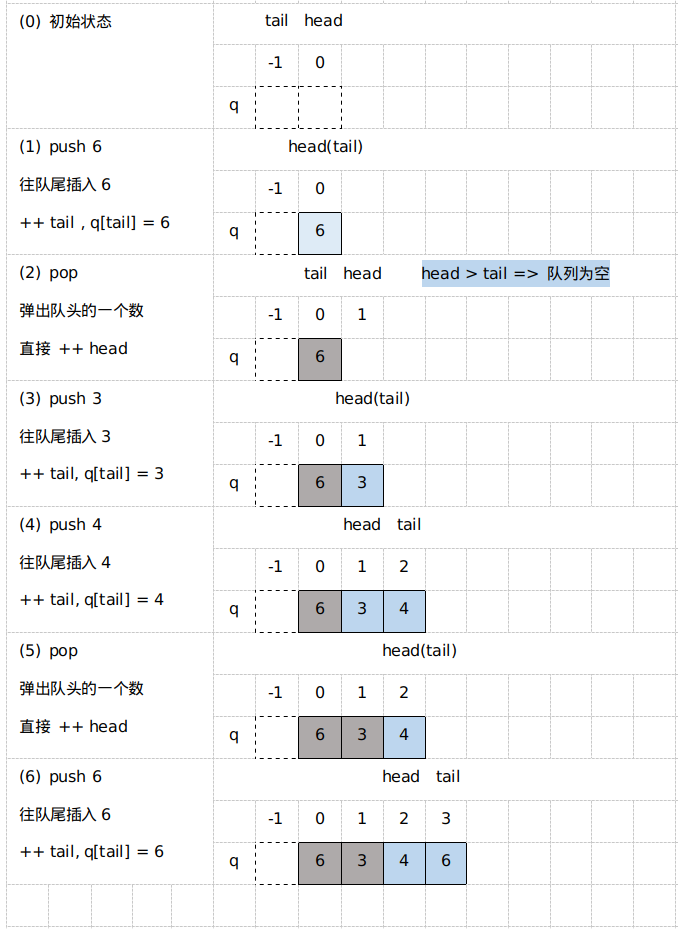 (0) 初始状态 tail head
-1 0
q
(1) push 6 head(tail)
往队尾插入 6 -1 0
++ tail , q[tail] = 6 q 6
(2) pop tail head head > tail => 队列为空
弹出队头的一个数 -1 0 1
直接 ++ head q 6
(3) push 3 head(tail)
往队尾插入 3 -1 0 1
++ tail, q[tail] = 3 q 6 3
(4) push 4 head tail
往队尾插入 4 -1 0 1 2
++ tail, q[tail] = 4 q 6 3 4
(5) pop head(tail)
弹出队头的一个数 -1 0 1 2
直接 ++ head q 6 3 4
(6) push 6 head tail
往队尾插入 6 -1 0 1 2 3
++ tail, q[tail] = 6 q 6 3 4 6